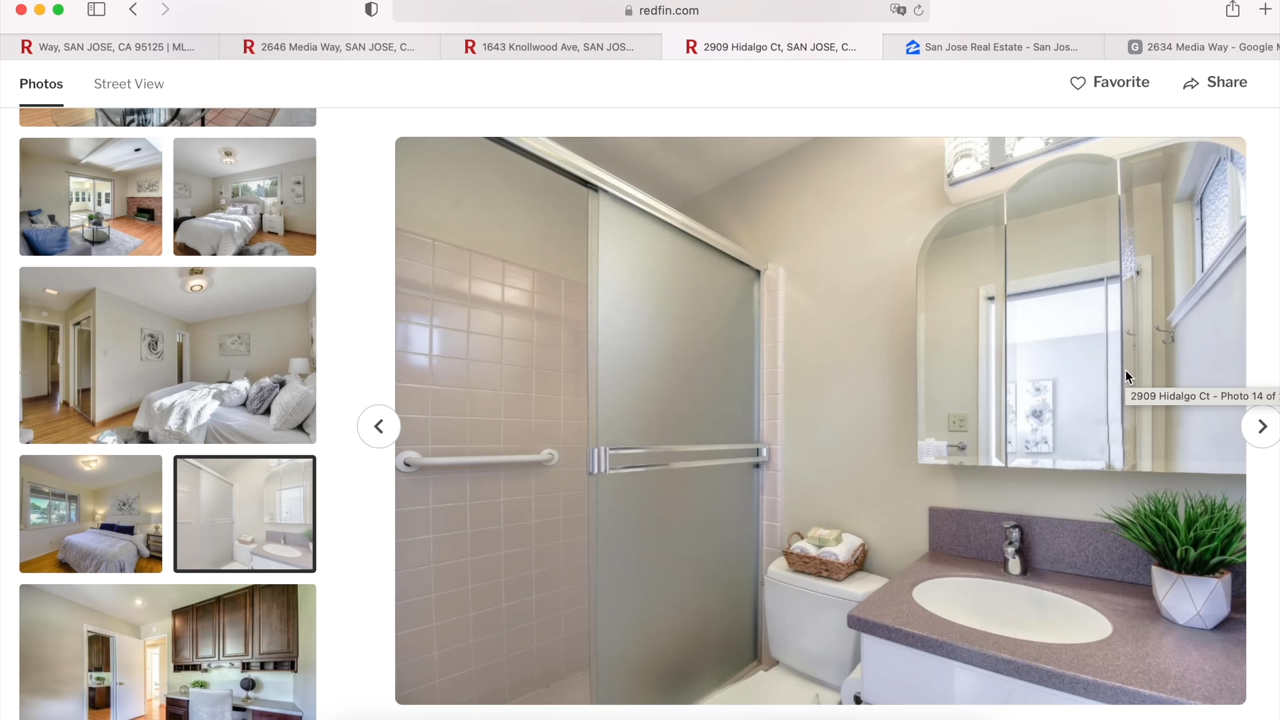 redfin.com
R Way, SAN JOSE, CA 95125 | ML...
R 2646 Media Way, SAN JOSE, C...
R 1643 Knollwood Ave, SAN JOS...
R 2909 Hidalgo Ct, SAN JOSE, C...
San Jose Real Estate - San Jos...
G 2634 Media Way - Google
Photos
Street View
Favorite
Share
2909 Hidalgo Ct - Photo 14 of